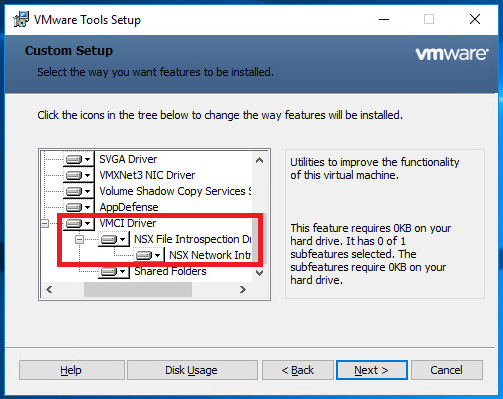 VMware Tools Setup
Custom Setup
Select the way you want features to be installed.
vmware
Click the icons in the tree below to change the way features will be installed.
SVGA Driver
VMXNet3 NIC Driver
Volume Shadow Copy Services S
AppDefense
VMCI Driver
NSX File Introspection Dr
NSX Network Intr
Shared Folders
Utilities to improve the functionality
of this virtual machine.
This feature requires 0KB on your
hard drive. It has 0 of 1
subfeatures selected. The
subfeatures require 0KB on your
hard drive.
Help
Disk Usage
< Back
Next >
Cancel